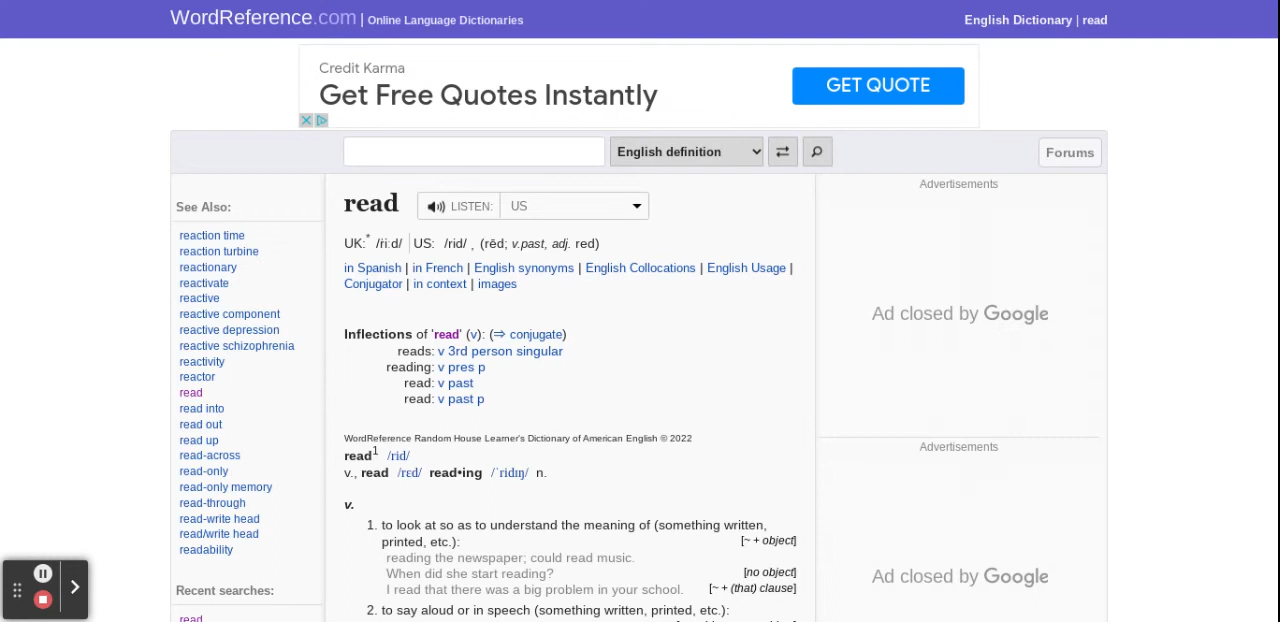 WordReference.com | Online Language Dictionaries
English Dictionary | read
Credit Karma
Get Free Quotes Instantly
GET QUOTE
English definition
Forums
See Also:
reaction time
reaction turbine
reactionary
reactivate
reactive
reactive component
reactive depression
reactive schizophrenia
reactivity
reactor
read
read into
read out
read up
read-across
read-only
read-only memory
read-through
read-write head
read/write head
readability
Recent searches:
read
read
LISTEN:
US
UK:* /ˈriːd/ US: /rid/ , (rēd; v.past, adj. red)
in Spanish | in French | English synonyms | English Collocations | English Usage |
Conjugator | in context | images
Inflections of 'read' (v): (⇒ conjugate)
reads: v 3rd person singular
reading: v pres p
read: v past
read: v past p
WordReference Random House Learner's Dictionary of American English © 2022
read1 /rid/
v., read /rɛd/ read•ing /ˈridɪŋ/ n.
v.
1. to look at so as to understand the meaning of (something written,
printed, etc.): [~ + object]
reading the newspaper; could read music.
When did she start reading? [no object]
I read that there was a big problem in your school. [~ + (that) clause]
2. to say aloud or in speech (something written, printed, etc.):
Advertisements
Ad closed by Google
Advertisements
Ad closed by Google